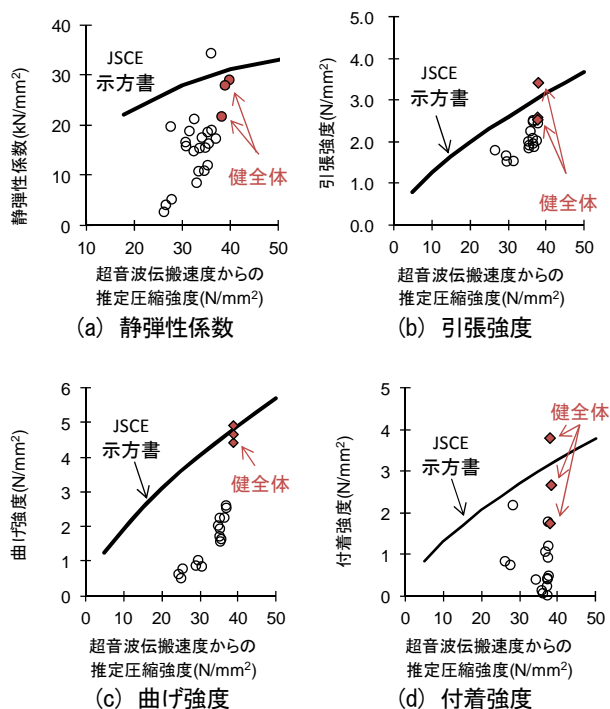 静弾性係数(kN/mm²)
40
30
20
10
0
JSCE
示方書
健全体
10 20 30 40 50
超音波伝搬速度からの
推定圧縮強度(N/mm²)
(a) 静弾性係数
引張強度(N/mm²)
5.0
4.0
3.0
2.0
1.0
0.0
JSCE
示方書
健全体
0 10 20 30 40 50
超音波伝搬速度からの
推定圧縮強度(N/mm²)
(b) 引張強度
曲げ強度(N/mm²)
6
5
4
3
2
1
0
JSCE
示方書
健全体
0 10 20 30 40 50
超音波伝搬速度からの
推定圧縮強度(N/mm²)
(c) 曲げ強度
付着強度(N/mm²)
5
4
3
2
1
0
JSCE
示方書
健全体
0 10 20 30 40 50
超音波伝搬速度からの
推定圧縮強度(N/mm²)
(d) 付着強度